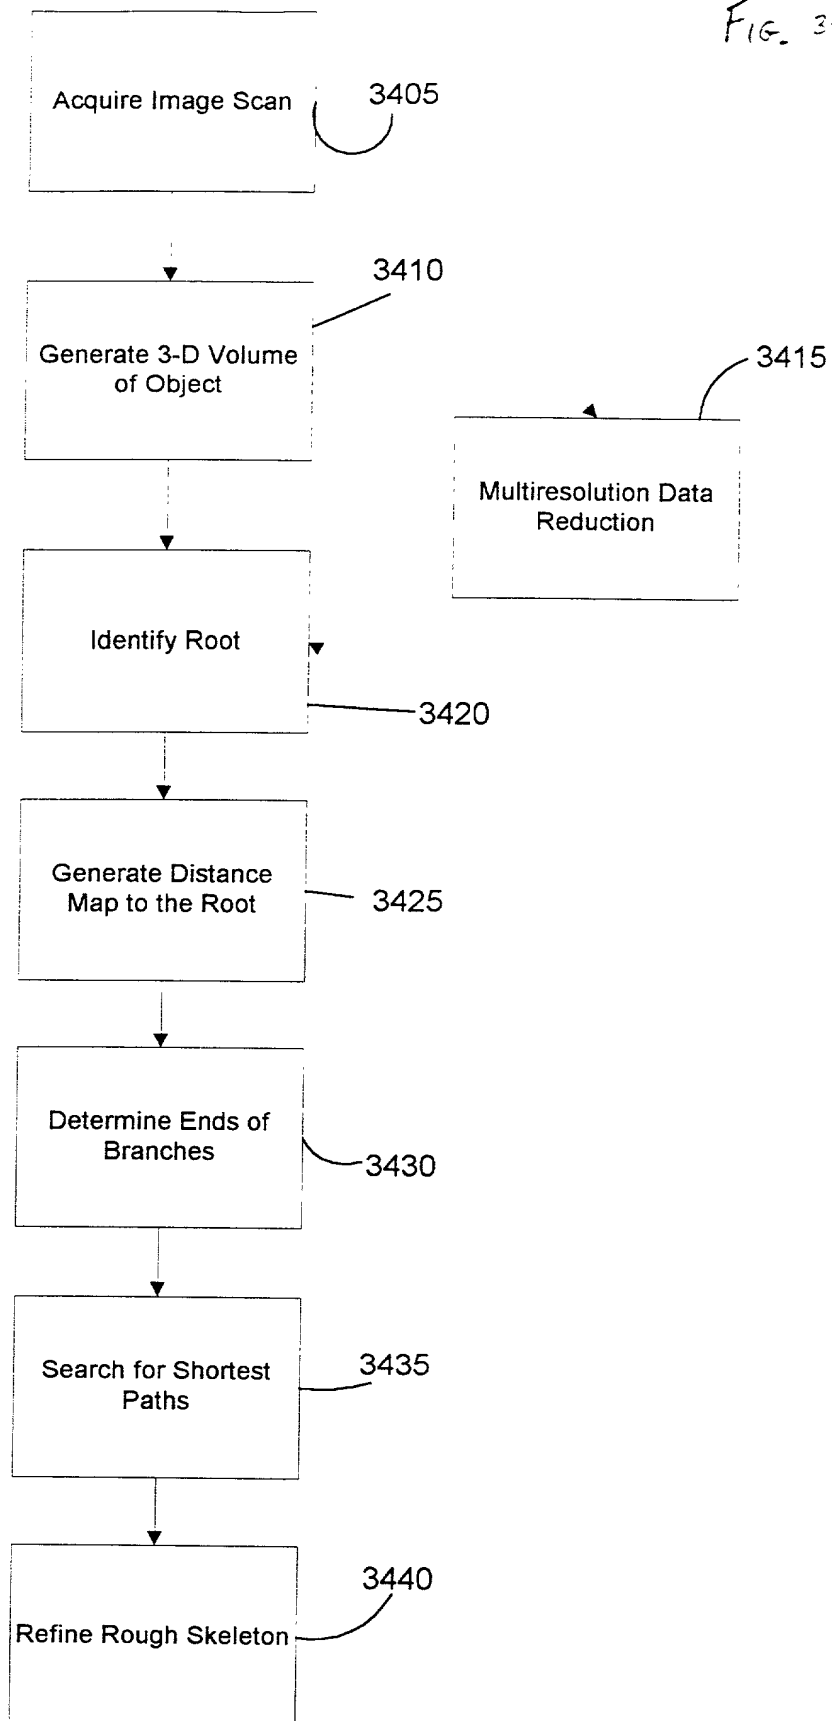 FIG. 3
Acquire Image Scan
3405
3410
Generate 3-D Volume
of Object
3415
Multiresolution Data
Reduction
Identify Root
3420
Generate Distance
Map to the Root
3425
Determine Ends of
Branches
3430
Search for Shortest
Paths
3435
3440
Refine Rough Skeleton